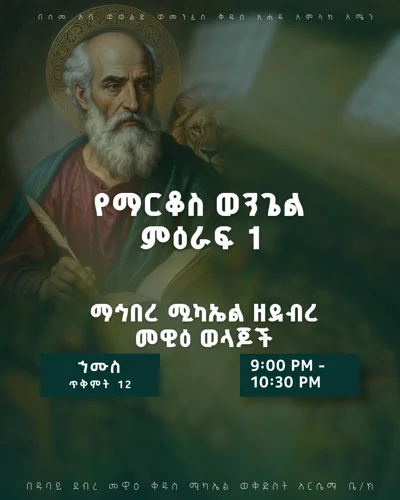 በስመ አብ ወወልድ ወመንፈስ ቅዱስ አሐዱ አምላክ አሜን
የማርቆስ ወንጌል
ምዕራፍ 1
ማኅበረ ሚካኤል ዘደብረ
መዊዕ ወላጆች
ኀሙስ
ጥቅምት 12
9:00 PM -
10:30 PM
በዱባይ ደብረ መዊዕ ቅዱስ ሚካኤል ወቅድስት አርሴማ ቤ/ክ